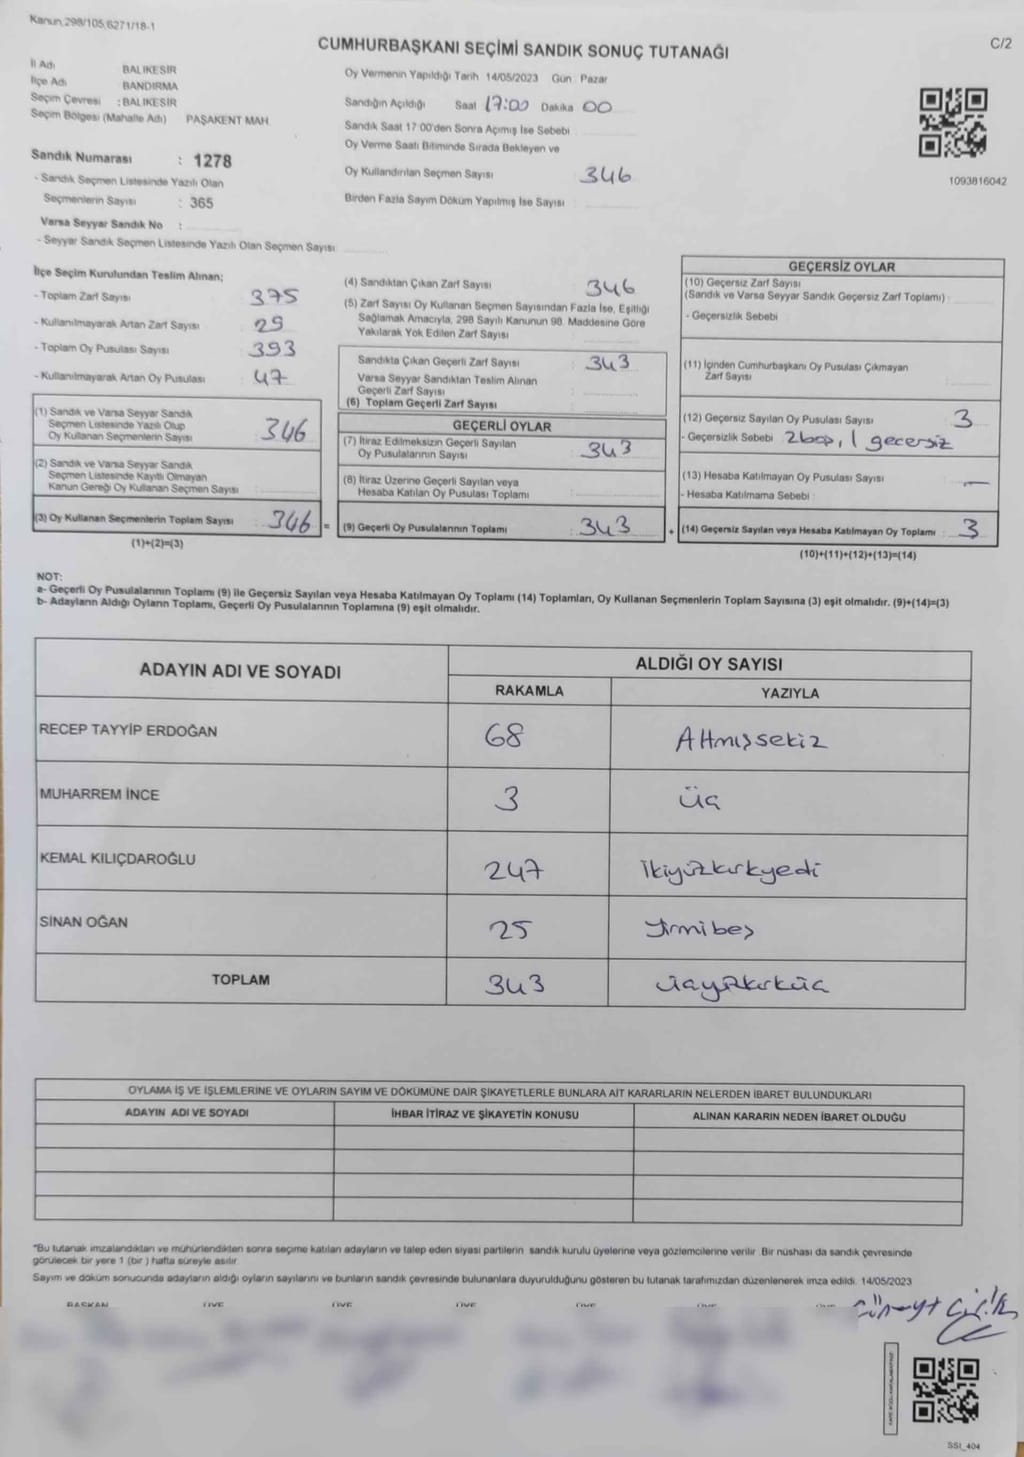 Kanun,298/105,6271/18-1
C/2
CUMHURBAŞKANI SEÇİMİ SANDIK SONUÇ TUTANAĞI
İl Adı BALIKESİR
İlçe Adı BANDIRMA
Seçim Çevresi : BALIKESİR
Seçim Bölgesi (Mahalle Adı) PAŞAKENT MAH.
Oy Vermenin Yapıldığı Tarih 14/05/2023 Gün : Pazar
Sandığın Açıldığı Saat 17:00 Dakika 00
Sandık Saat 17:00'den Sonra Açımış İse Sebebi
Oy Verme Saati Bitiminde Sırada Bekleyen ve
Oy Kullandırılan Seçmen Sayısı 346
Birden Fazla Sayım Döküm Yapılmış İse Sayısı
1093816042
Sandık Numarası : 1278
- Sandık Seçmen Listesinde Yazılı Olan
Seçmenlerin Sayısı : 365
Varsa Seyyar Sandık No :
- Seyyar Sandık Seçmen Listesinde Yazılı Olan Seçmen Sayısı
İlçe Seçim Kurulundan Teslim Alınan;
- Toplam Zarf Sayısı 375
- Kullanılmayarak Artan Zarf Sayısı : 29
- Toplam Oy Pusulası Sayısı : 393
- Kullanılmayarak Artan Oy Pusulası : 47
(1) Sandık ve Varsa Seyyar Sandık
Seçmen Listesinde Yazılı Olup
Oy Kullanan Seçmenlerin Sayısı 346
(2) Sandık ve Varsa Seyyar Sandık
Seçmen Listesinde Kayıtlı Olmayan
Kanun Gereği Oy Kullanan Seçmen Sayısı
(3) Oy Kullanan Seçmenlerin Toplam Sayısı : 346 =
(1)+(2)=(3)
(4) Sandıktan Çıkan Zarf Sayısı 346
(5) Zarf Sayısı Oy Kullanan Seçmen Sayısından Fazla İse, Eşitliği
Sağlamak Amacıyla, 298 Sayılı Kanunun 98. Maddesine Göre
Yakılarak Yok Edilen Zarf Sayısı
Sandıkta Çıkan Geçerli Zarf Sayısı : 343
Varsa Seyyar Sandıktan Teslim Alınan
Geçerli Zarf Sayısı
(6) Toplam Geçerli Zarf Sayısı
GEÇERLİ OYLAR
(7) İtiraz Edilmeksizin Geçerli Sayılan
Oy Pusulalarının Sayısı : 343
(8) İtiraz Üzerine Geçerli Sayılan veya
Hesaba Katılan Oy Pusulası Toplamı
(9) Geçerli Oy Pusulalarının Toplamı : 343 +
GEÇERSİZ OYLAR
(10) Geçersiz Zarf Sayısı
(Sandık ve Varsa Seyyar Sandık Geçersiz Zarf Toplamı) :
- Geçersizlik Sebebi
(11) İçinden Cumhurbaşkanı Oy Pusulası Çıkmayan
Zarf Sayısı
(12) Geçersiz Sayılan Oy Pusulası Sayısı : 3
- Geçersizlik Sebebi 2boş, 1 geçersiz
(13) Hesaba Katılmayan Oy Pusulası Sayısı : —
- Hesaba Katılmama Sebebi :
(14) Geçersiz Sayılan veya Hesaba Katılmayan Oy Toplamı : 3
(10)+(11)+(12)+(13)=(14)
NOT:
a- Geçerli Oy Pusulalarının Toplamı (9) ile Geçersiz Sayılan veya Hesaba Katılmayan Oy Toplamı (14) Toplamları, Oy Kullanan Seçmenlerin Toplam Sayısına (3) eşit olmalıdır. (9)+(14)=(3)
b- Adayların Aldığı Oyların Toplamı, Geçerli Oy Pusulalarının Toplamına (9) eşit olmalıdır.
ADAYIN ADI VE SOYADI
ALDIĞI OY SAYISI
RAKAMLA YAZIYLA
RECEP TAYYİP ERDOĞAN 68 Altmışsekiz
MUHARREM İNCE 3 Üç
KEMAL KILIÇDAROĞLU 247 İkiyüzkırkyedi
SİNAN OĞAN 25 Yirmibeş
TOPLAM 343 üçyüzkırküç
OYLAMA İŞ VE İŞLEMLERİNE VE OYLARIN SAYIM VE DÖKÜMÜNE DAİR ŞİKAYETLERLE BUNLARA AİT KARARLARIN NELERDEN İBARET BULUNDUKLARI
ADAYIN ADI VE SOYADI İHBAR İTİRAZ VE ŞİKAYETİN KONUSU ALINAN KARARIN NEDEN İBARET OLDUĞU
*Bu tutanak imzalandıktan ve mühürlendikten sonra seçime katılan adayların ve talep eden siyasi partilerin sandık kurulu üyelerine veya gözlemcilerine verilir. Bir nüshası da sandık çevresinde
görülecek bir yere 1 (bir) hafta süreyle asılır.
Sayım ve döküm sonucunda adayların aldığı oyların sayılarını ve bunların sandık çevresinde bulunanlara duyurulduğunu gösteren bu tutanak tarafımızdan düzenlenerek imza edildi. 14/05/2023
BAŞKAN ÜYE ÜYE ÜYE ÜYE ÜYE ÜYE
SSI_404